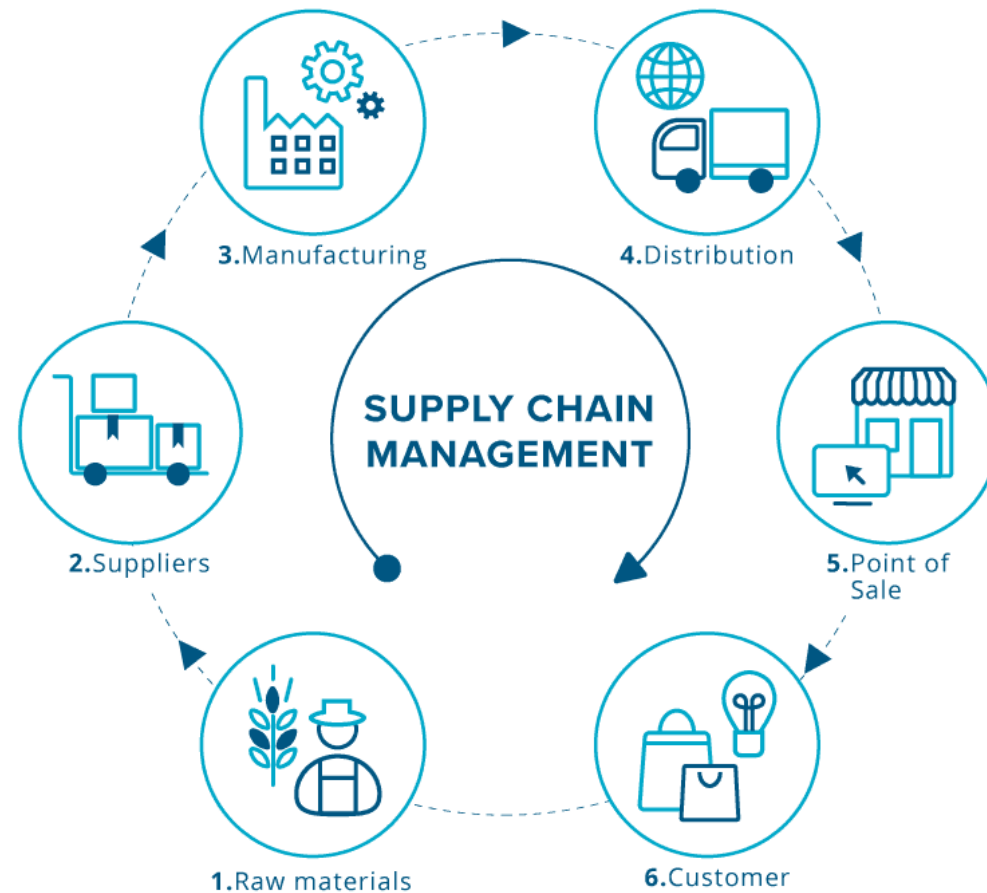 3.Manufacturing
4.Distribution
SUPPLY CHAIN
MANAGEMENT
2.Suppliers
5.Point of
Sale
1.Raw materials
6.Customer